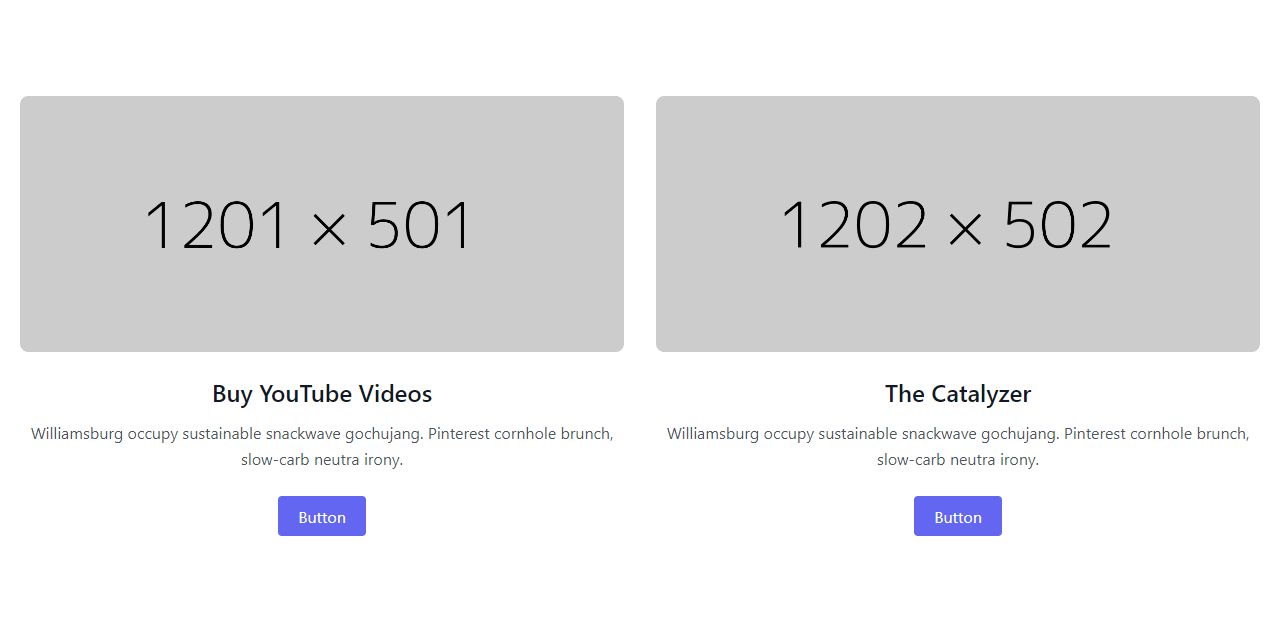 1201 × 501
1202 × 502
Buy YouTube Videos
Williamsburg occupy sustainable snackwave gochujang. Pinterest cornhole brunch,
slow-carb neutra irony.
Button
The Catalyzer
Williamsburg occupy sustainable snackwave gochujang. Pinterest cornhole brunch,
slow-carb neutra irony.
Button